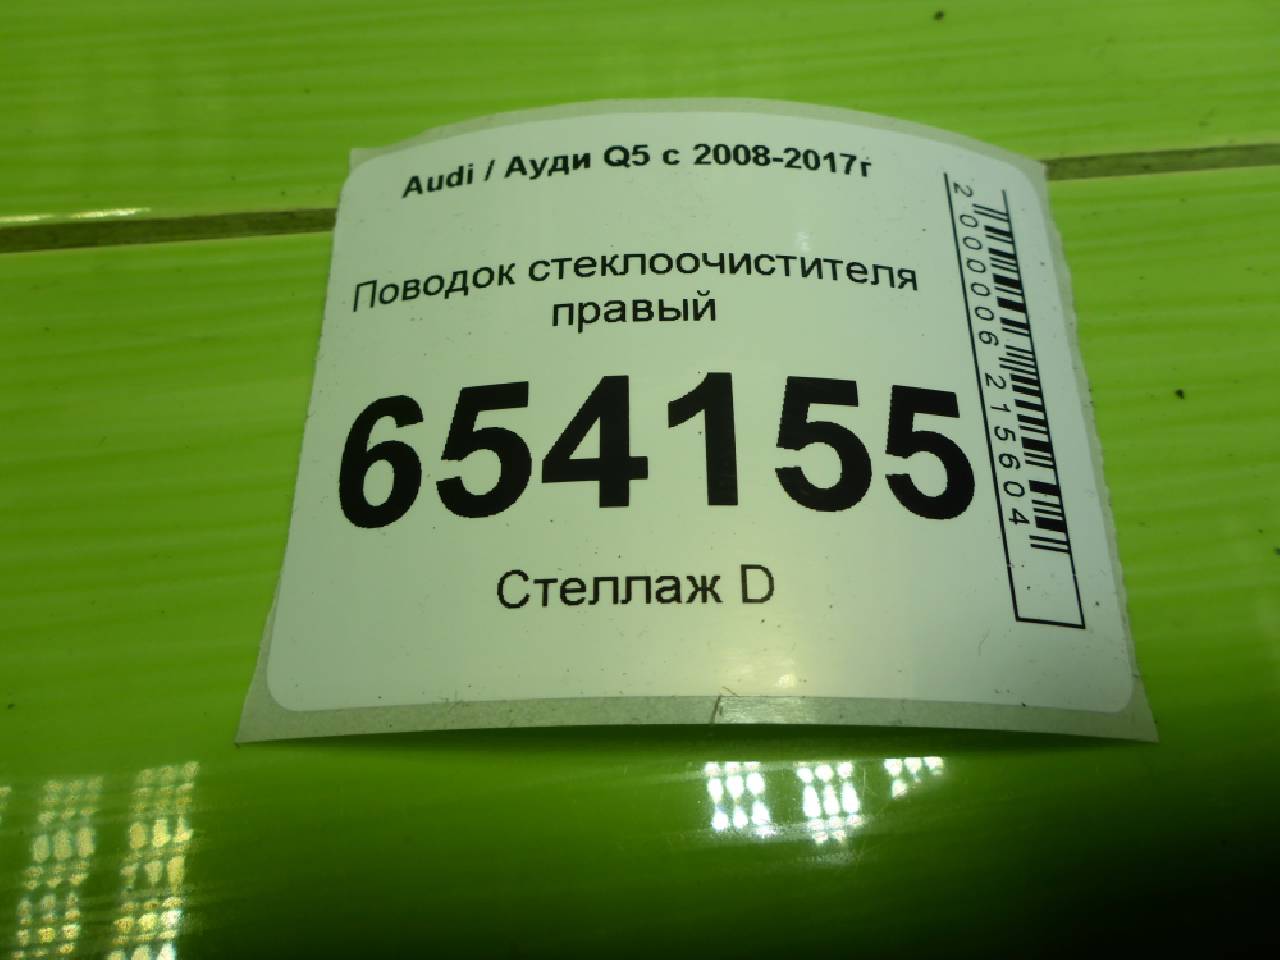 Audi / Ауди Q5 с 2008-2017г
Поводок стеклоочистителя
правый
654155
Стеллаж D
2000006215604